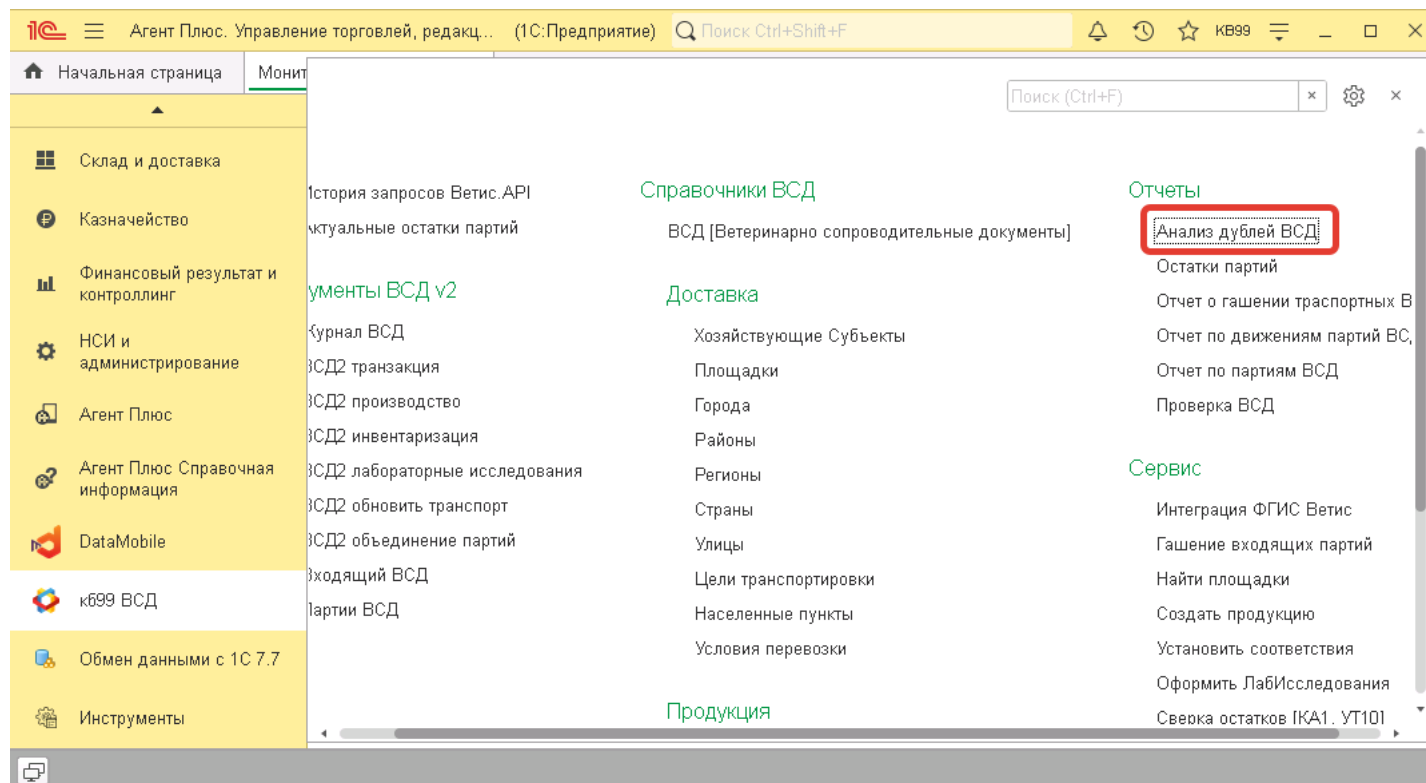 1С Агент Плюс. Управление торговлей, редакц... (1С:Предприятие) Поиск Ctrl+Shift+F КВ99
Начальная страница Монит
Поиск (Ctrl+F)
Склад и доставка
Казначейство
Финансовый результат и
контроллинг
НСИ и
администрирование
Агент Плюс
Агент Плюс Справочная
информация
DataMobile
кб99 ВСД
Обмен данными с 1С 7.7
Инструменты
История запросов Ветис.API
Актуальные остатки партий
ументы ВСД v2
Журнал ВСД
ВСД2 транзакция
ВСД2 производство
ВСД2 инвентаризация
ВСД2 лабораторные исследования
ВСД2 обновить транспорт
ВСД2 объединение партий
Входящий ВСД
Партии ВСД
Справочники ВСД
ВСД [Ветеринарно сопроводительные документы]
Доставка
Хозяйствующие Субъекты
Площадки
Города
Районы
Регионы
Страны
Улицы
Цели транспортировки
Населенные пункты
Условия перевозки
Продукция
Отчеты
Анализ дублей ВСД
Остатки партий
Отчет о гашении траспортных В
Отчет по движениям партий ВС
Отчет по партиям ВСД
Проверка ВСД
Сервис
Интеграция ФГИС Ветис
Гашение входящих партий
Найти площадки
Создать продукцию
Установить соответствия
Оформить ЛабИсследования
Сверка остатков [КА1, УТ10]